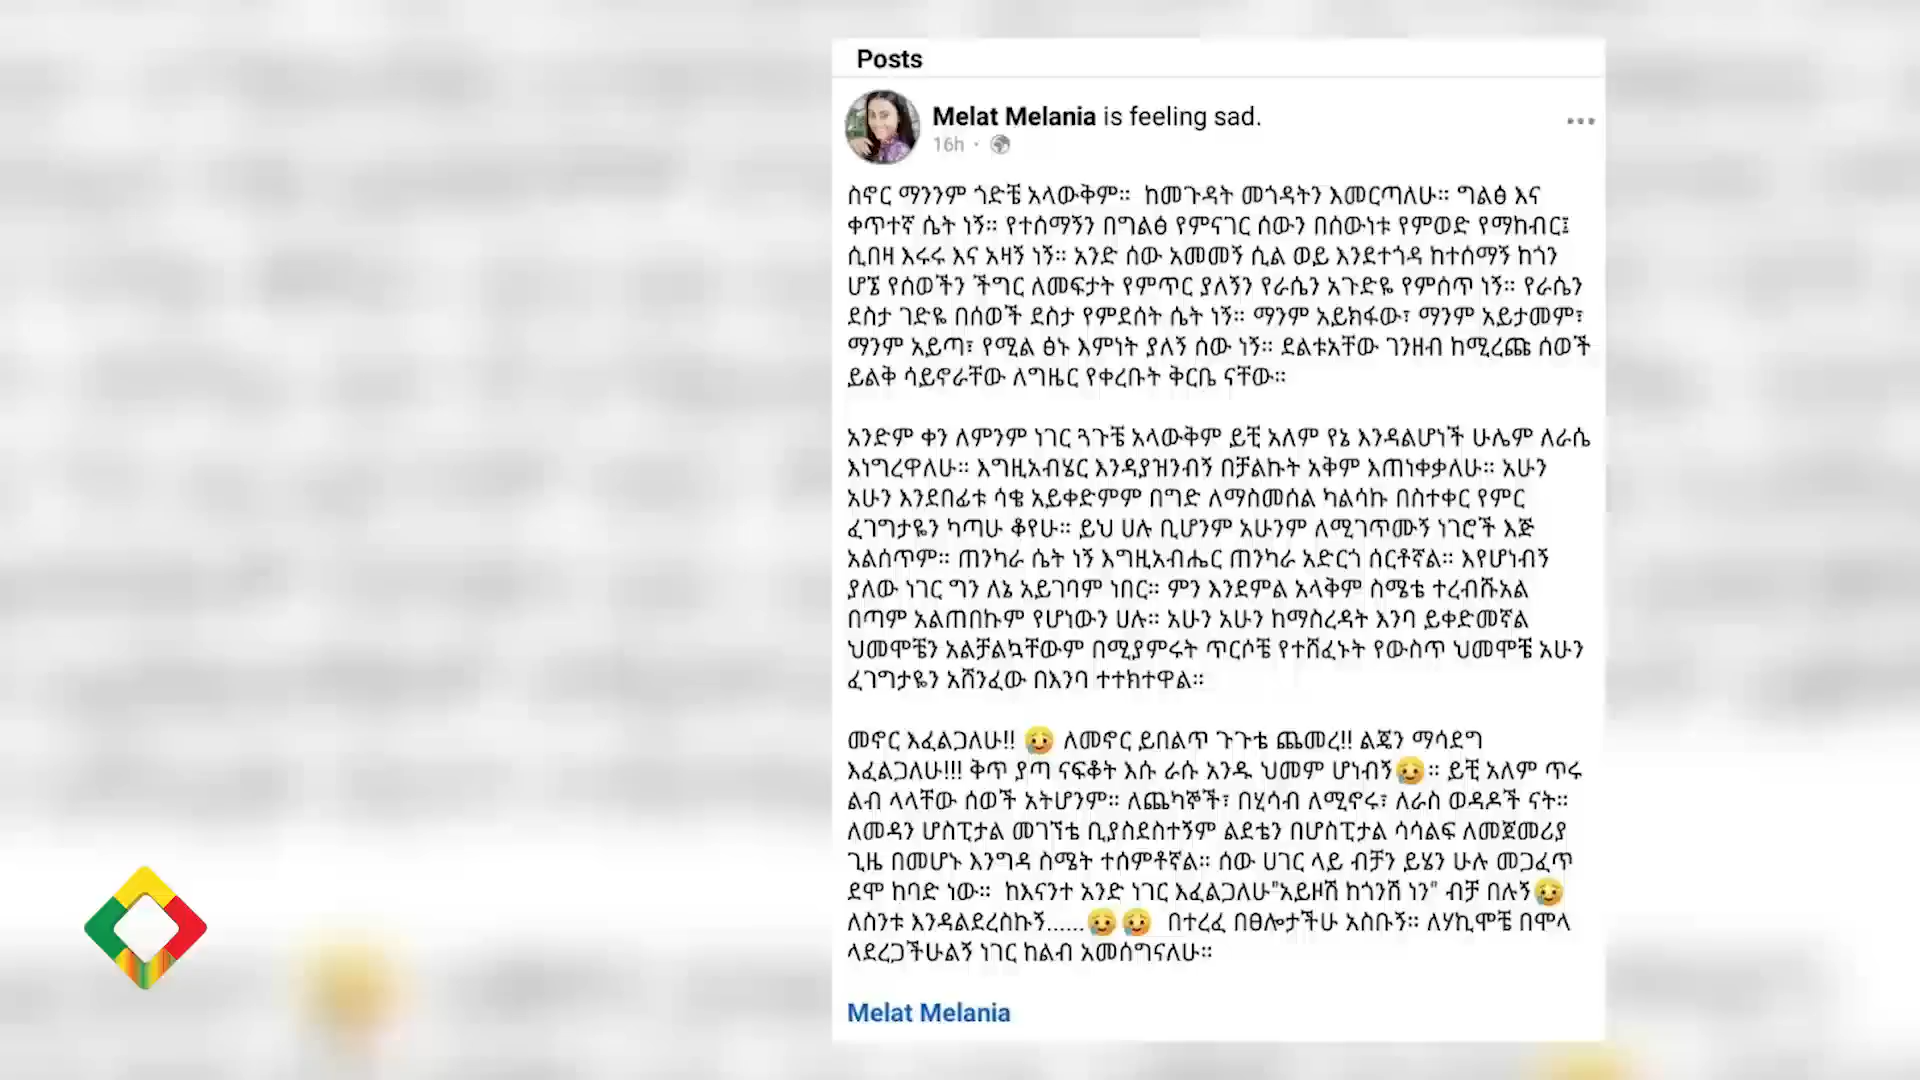 Posts
Melat Melania is feeling sad.
16h ·
ስኖር ማንንም ጎድቼ አላውቅም። ከመጉዳት መጎዳትን እመርጣለሁ። ግልፅ እና
ቀጥተኛ ሴት ነኝ። የተሰማኝን በግልፅ የምናገር ሰውን በሰውነቱ የምወድ የማከብር፤
ሲበዛ እሩሩ እና አዛኝ ነኝ። አንድ ሰው አመመኝ ሲል ወይ እንደተጎዳ ከተሰማኝ ከጎን
ሆኜ የሰወችን ችግር ለመፍታት የምጥር ያለኝን የራሴን አጉድዬ የምሰጥ ነኝ። የራሴን
ደስታ ገድዬ በሰወች ደስታ የምደሰት ሴት ነኝ። ማንም አይክፋው፣ ማንም አይታመም፣
ማንም አይጣ፣ የሚል ፅኑ እምነት ያለኝ ሰው ነኝ። ደልቱአቸው ገንዘብ ከሚረጩ ሰወች
ይልቅ ሳይኖራቸው ለግዜር የቀረቡት ቅርቤ ናቸው።
አንድም ቀን ለምንም ነገር ጓጉቼ አላውቅም ይቺ አለም የኔ እንዳልሆነች ሁሌም ለራሴ
እነግረዋለሁ። እግዚአብሄር እንዳያዝንብኝ በቻልኩት አቅም እጠነቀቃለሁ። አሁን
አሁን እንደበፊቱ ሳቄ አይቀድምም በግድ ለማስመሰል ካልሳኩ በስተቀር የምር
ፈገግታዬን ካጣሁ ቆየሁ። ይህ ሀሉ ቢሆንም አሁንም ለሚገጥሙኝ ነገሮች እጅ
አልሰጥም። ጠንካራ ሴት ነኝ እግዚአብሔር ጠንካራ አድርጎ ሰርቶኛል። እየሆነብኝ
ያለው ነገር ግን ለኔ አይገባም ነበር። ምን እንደምል አላቅም ስሜቴ ተረብሹአል
በጣም አልጠበኩም የሆነውን ሀሉ። አሁን አሁን ከማስረዳት እንባ ይቀድመኛል
ህመሞቼን አልቻልኳቸውም በሚያምሩት ጥርሶቼ የተሸፈኑት የውስጥ ህመሞቼ አሁን
ፈገግታዬን አሸንፈው በእንባ ተተክተዋል።
መኖር እፈልጋለሁ!! 😥 ለመኖር ይበልጥ ጉጉቴ ጨመረ!! ልጄን ማሳደግ
እፈልጋለሁ!!! ቅጥ ያጣ ናፍቆት እሱ ራሱ አንዱ ህመም ሆነብኝ😥። ይቺ አለም ጥሩ
ልብ ላላቸው ሰወች አትሆንም። ለጨካኞች፣ በሂሳብ ለሚኖሩ፣ ለራስ ወዳዶች ናት።
ለመዳን ሆስፒታል መገኘቴ ቢያስደስተኝም ልደቴን በሆስፒታል ሳሳልፍ ለመጀመሪያ
ጊዜ በመሆኑ እንግዳ ስሜት ተሰምቶኛል። ሰው ሀገር ላይ ብቻን ይሄን ሁሉ መጋፈጥ
ደሞ ከባድ ነው። ከእናንተ አንድ ነገር እፈልጋለሁ"አይዞሽ ከጎንሽ ነን" ብቻ በሉኝ😥
ለስንቱ እንዳልደረስኩኝ......😥😥 በተረፈ በፀሎታችሁ አስቡኝ። ለሃኪሞቼ በሞላ
ላደረጋችሁልኝ ነገር ከልብ አመሰግናለሁ።
Melat Melania